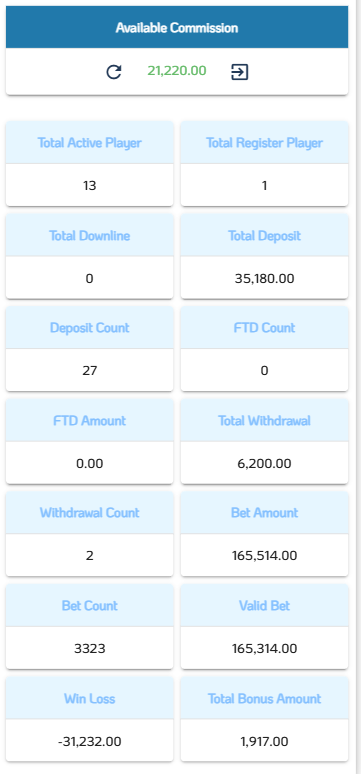 Available Commission
21,220.00
Total Active Player
Total Register Player
13
1
Total Downline
Total Deposit
0
35,180.00
Deposit Count
FTD Count
27
0
FTD Amount
Total Withdrawal
0.00
6,200.00
Withdrawal Count
Bet Amount
2
165,514.00
Bet Count
Valid Bet
3323
165,314.00
Win Loss
Total Bonus Amount
-31,232.00
1,917.00